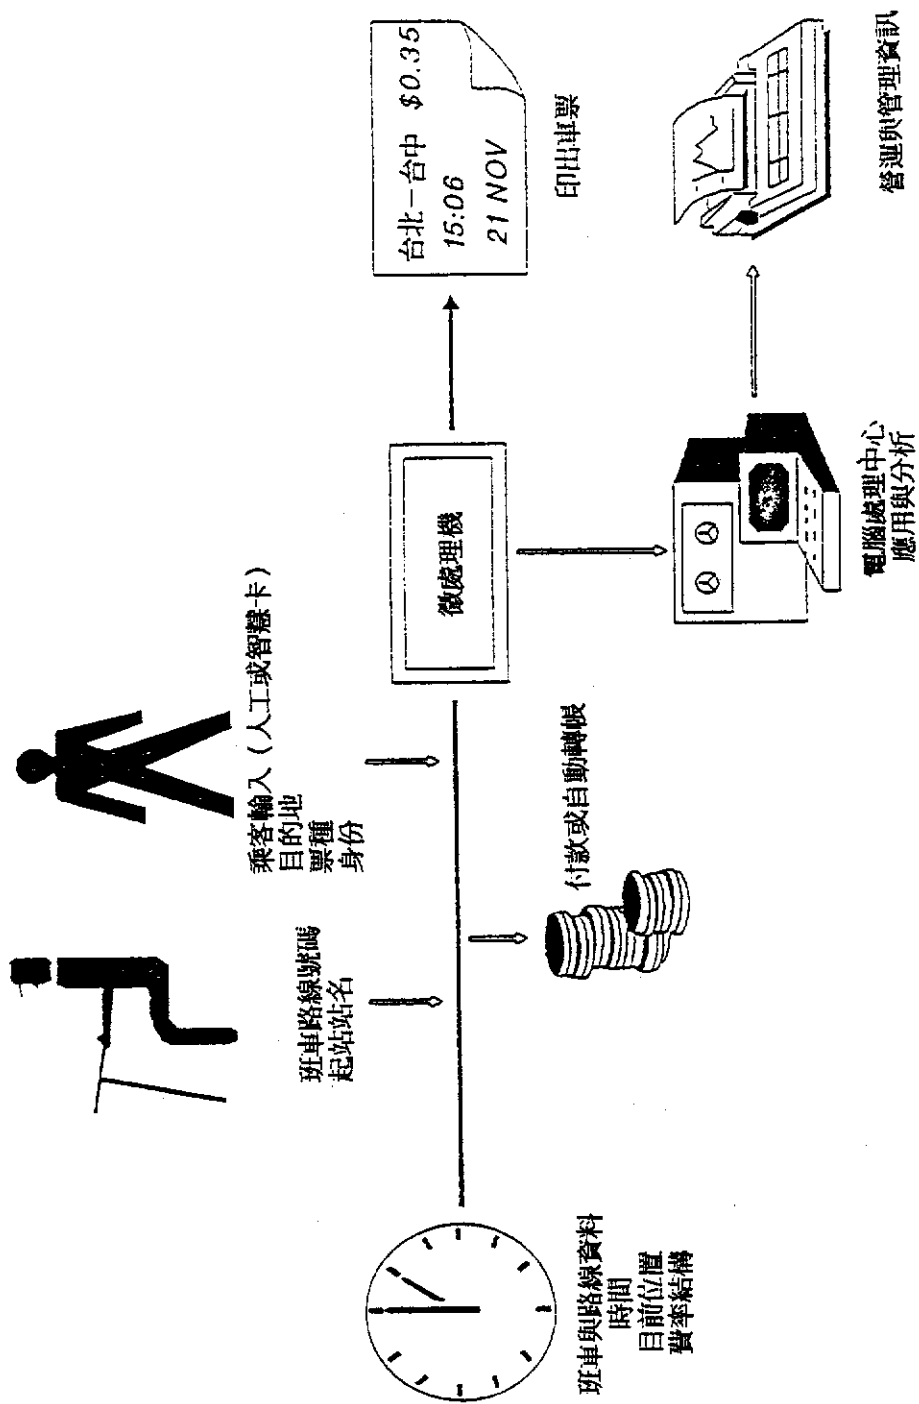 班車路線號碼
起站站名
乘客輸入（人工或智慧卡）
目的地
票種
身份
班車與路線資料
時間
目前位置
費率結構
付款或自動轉帳
微處理機
台北－台中 $0.35
15:06
21 NOV
印出車票
電腦處理中心
應用與分析
營運與管理資訊